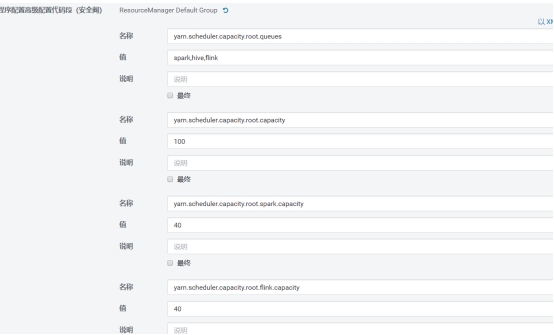 程序配置高级配置代码段（安全阀） ResourceManager Default Group
以 XM
名称 yarn.scheduler.capacity.root.queues
值 spark,hive,flink
说明 说明
最终
名称 yarn.scheduler.capacity.root.capacity
值 100
说明 说明
最终
名称 yarn.scheduler.capacity.root.spark.capacity
值 40
说明 说明
最终
名称 yarn.scheduler.capacity.root.flink.capacity
值 40
说明 说明